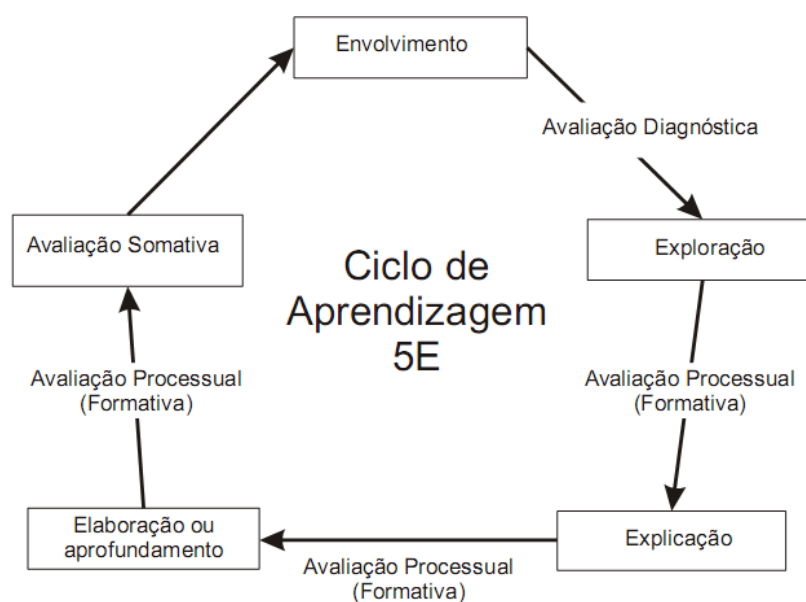 Envolvimento
Avaliação Diagnóstica
Avaliação Somativa
Exploração
Ciclo de
Aprendizagem
5E
Avaliação Processual
(Formativa)
Avaliação Processual
(Formativa)
Elaboração ou
aprofundamento
Explicação
Avaliação Processual
(Formativa)